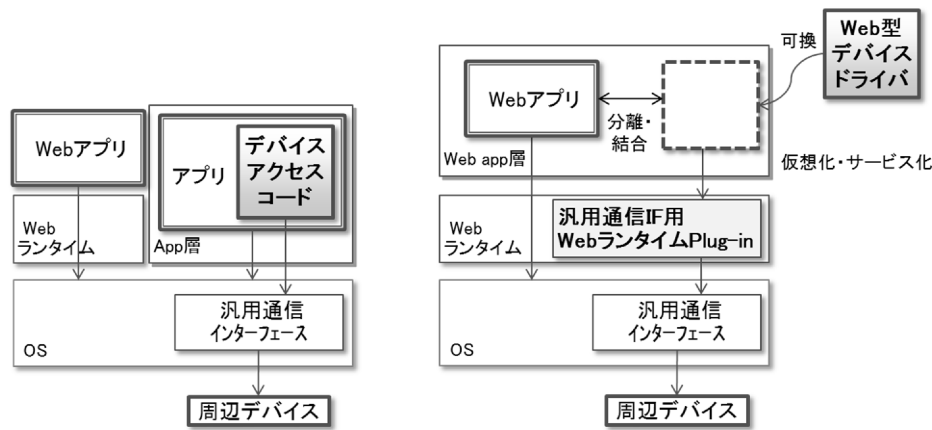 Webアプリ
アプリ
デバイス
アクセス
コード
Web
ランタイム
App層
汎用通信
インターフェース
OS
周辺デバイス
Web型
デバイス
ドライバ
可換
Webアプリ
分離・
結合
Web app層
仮想化・サービス化
汎用通信IF用
WebランタイムPlug-in
Web
ランタイム
汎用通信
インターフェース
OS
周辺デバイス